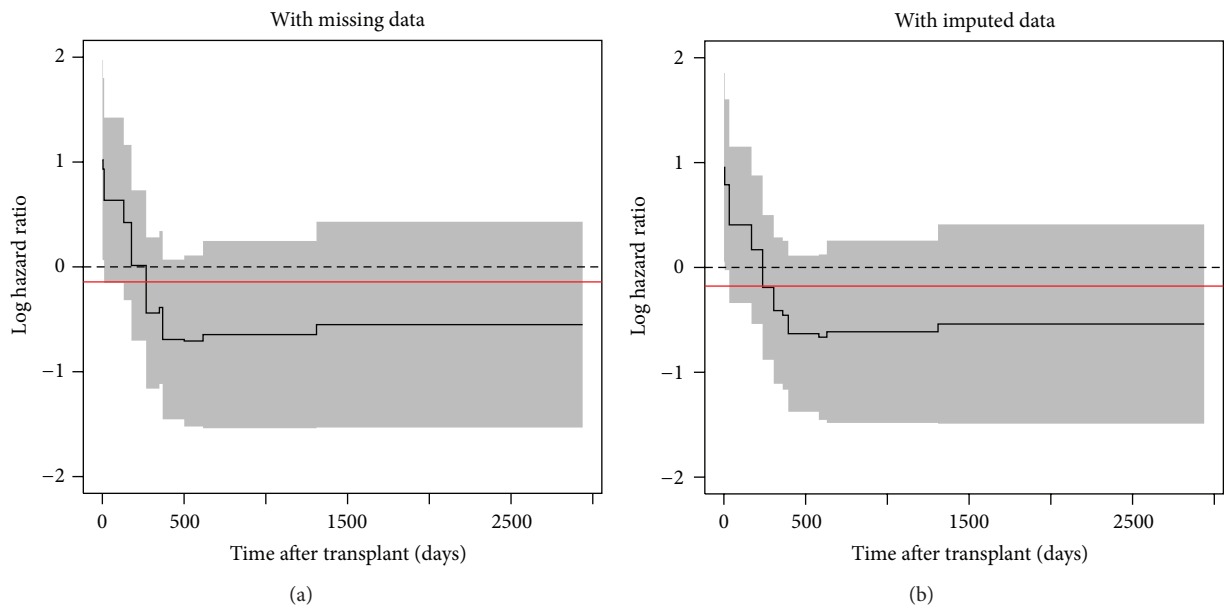 With missing data
2
1
0
−1
−2
Log hazard ratio
0
500
1500
2500
Time after transplant (days)
(a)
With imputed data
2
1
0
−1
−2
Log hazard ratio
0
500
1500
2500
Time after transplant (days)
(b)